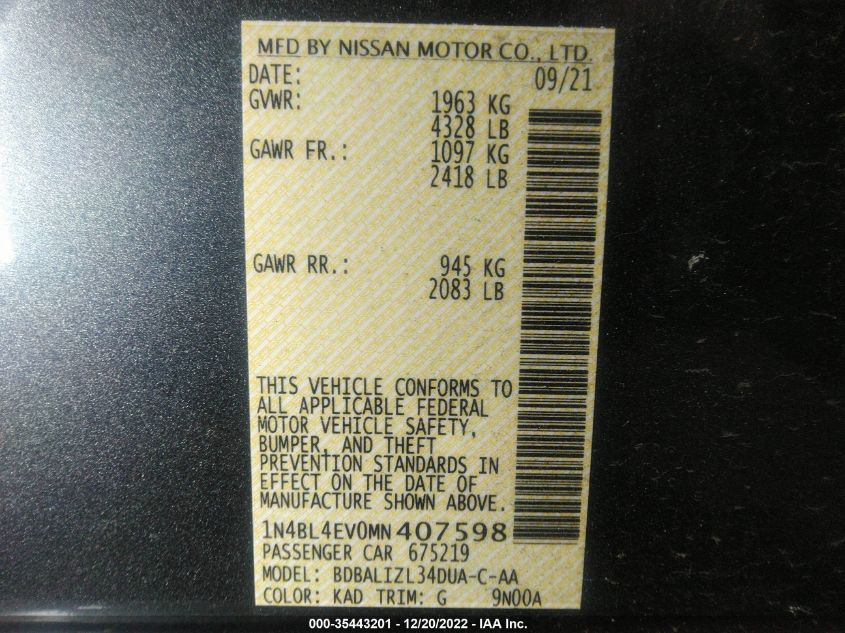 MFD BY NISSAN MOTOR CO., LTD.
DATE: 09/21
GVWR: 1963 KG
4328 LB
GAWR FR.: 1097 KG
2418 LB
GAWR RR.: 945 KG
2083 LB
THIS VEHICLE CONFORMS TO
ALL APPLICABLE FEDERAL
MOTOR VEHICLE SAFETY,
BUMPER, AND THEFT
PREVENTION STANDARDS IN
EFFECT ON THE DATE OF
MANUFACTURE SHOWN ABOVE.
1N4BL4EV0MN407598
PASSENGER CAR 675219
MODEL: BDBALIZL34DUA-C-AA
COLOR: KAD TRIM: G 9N00A
000-35443201 - 12/20/2022 - IAA Inc.